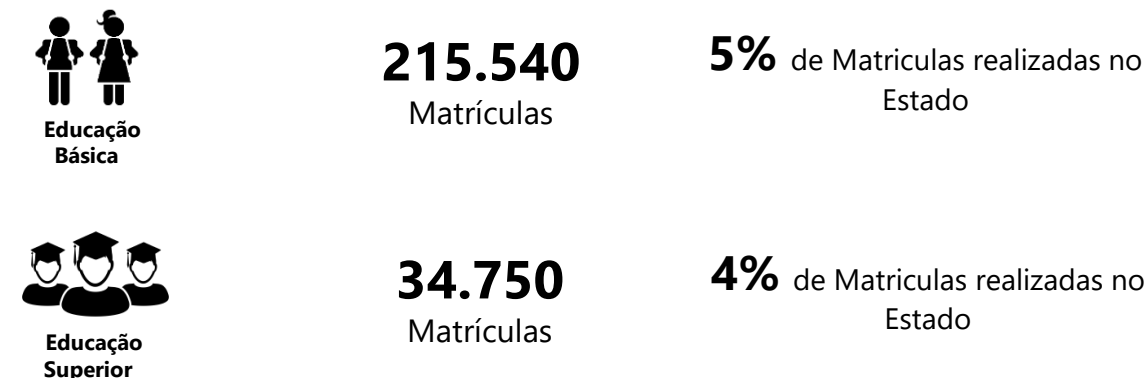 Educação
Básica
215.540
Matrículas
5% de Matriculas realizadas no
Estado
Educação
Superior
34.750
Matrículas
4% de Matriculas realizadas no
Estado